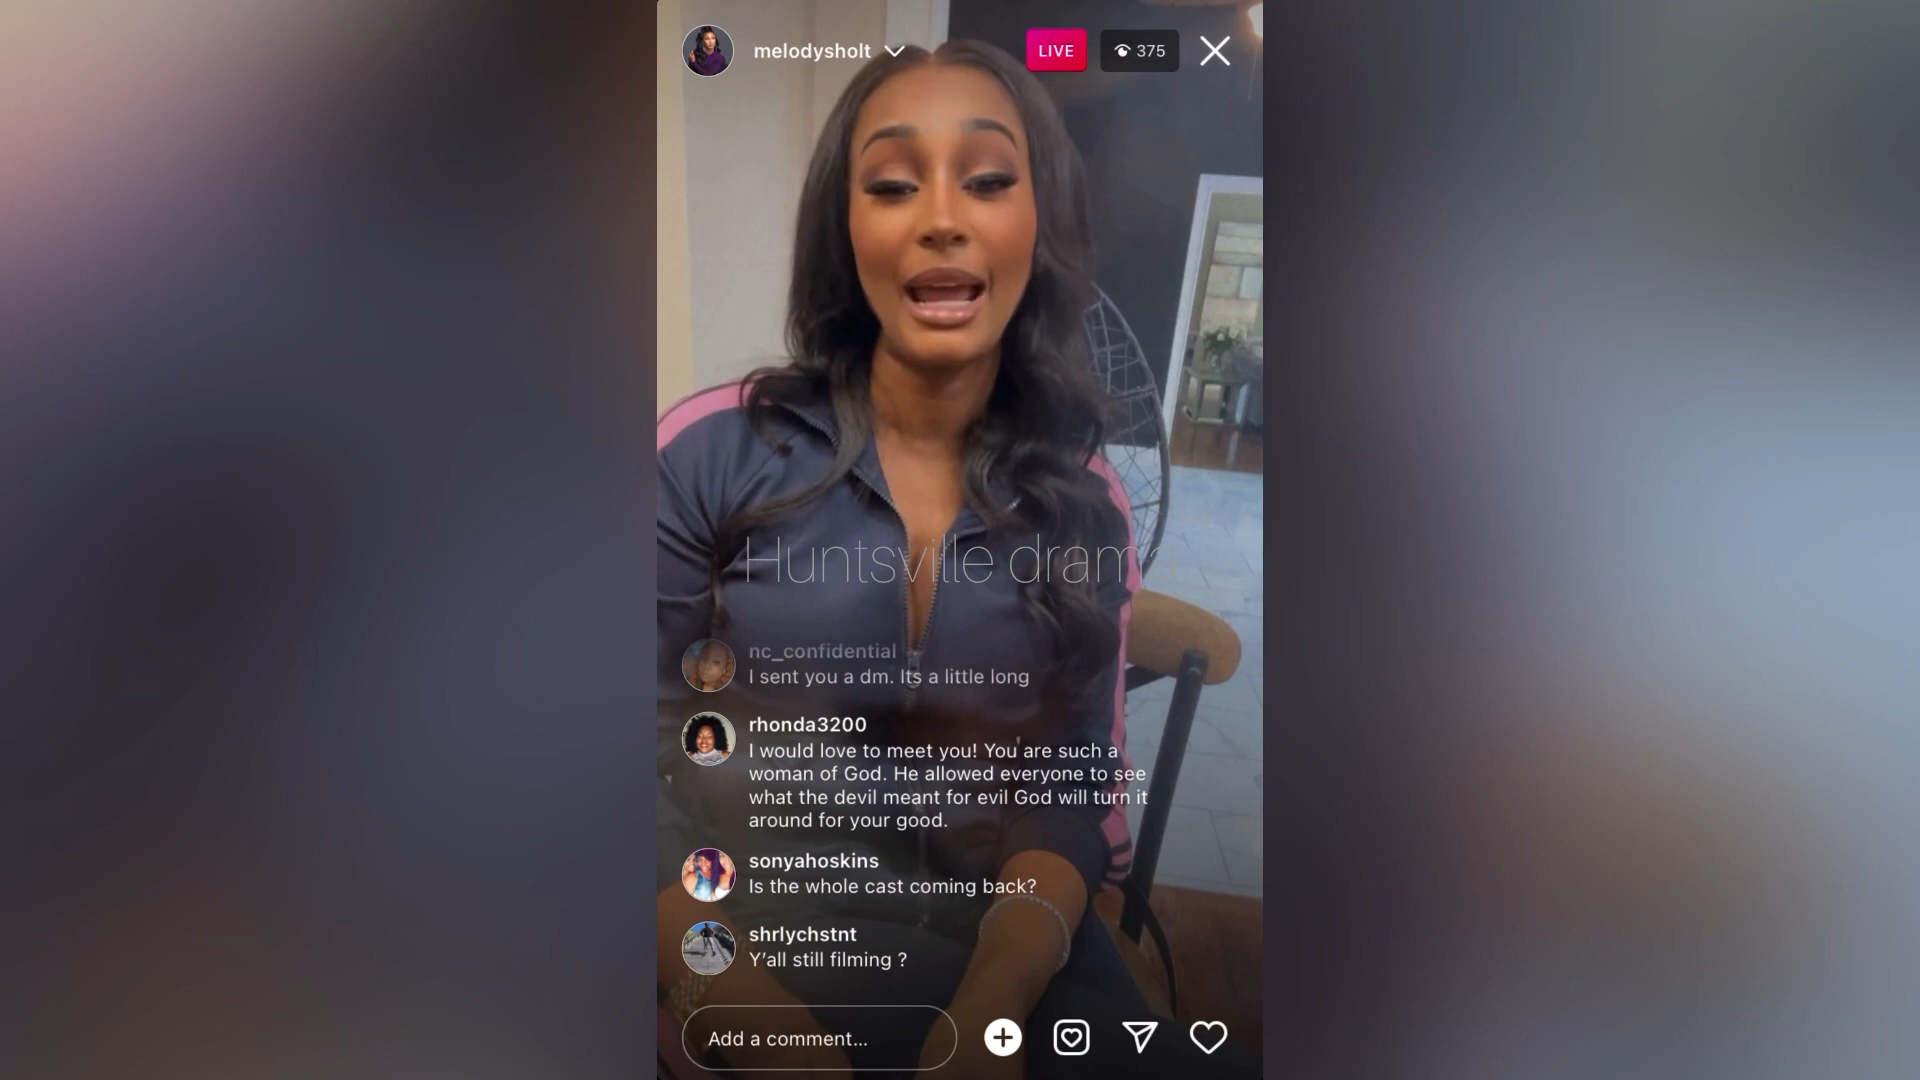 melodysholt
LIVE
375
Huntsville drama
nc_confidential
I sent you a dm. Its a little long
rhonda3200
I would love to meet you! You are such a
woman of God. He allowed everyone to see
what the devil meant for evil God will turn it
around for your good.
sonyahoskins
Is the whole cast coming back?
shrlychstnt
Y'all still filming ?
Add a comment...